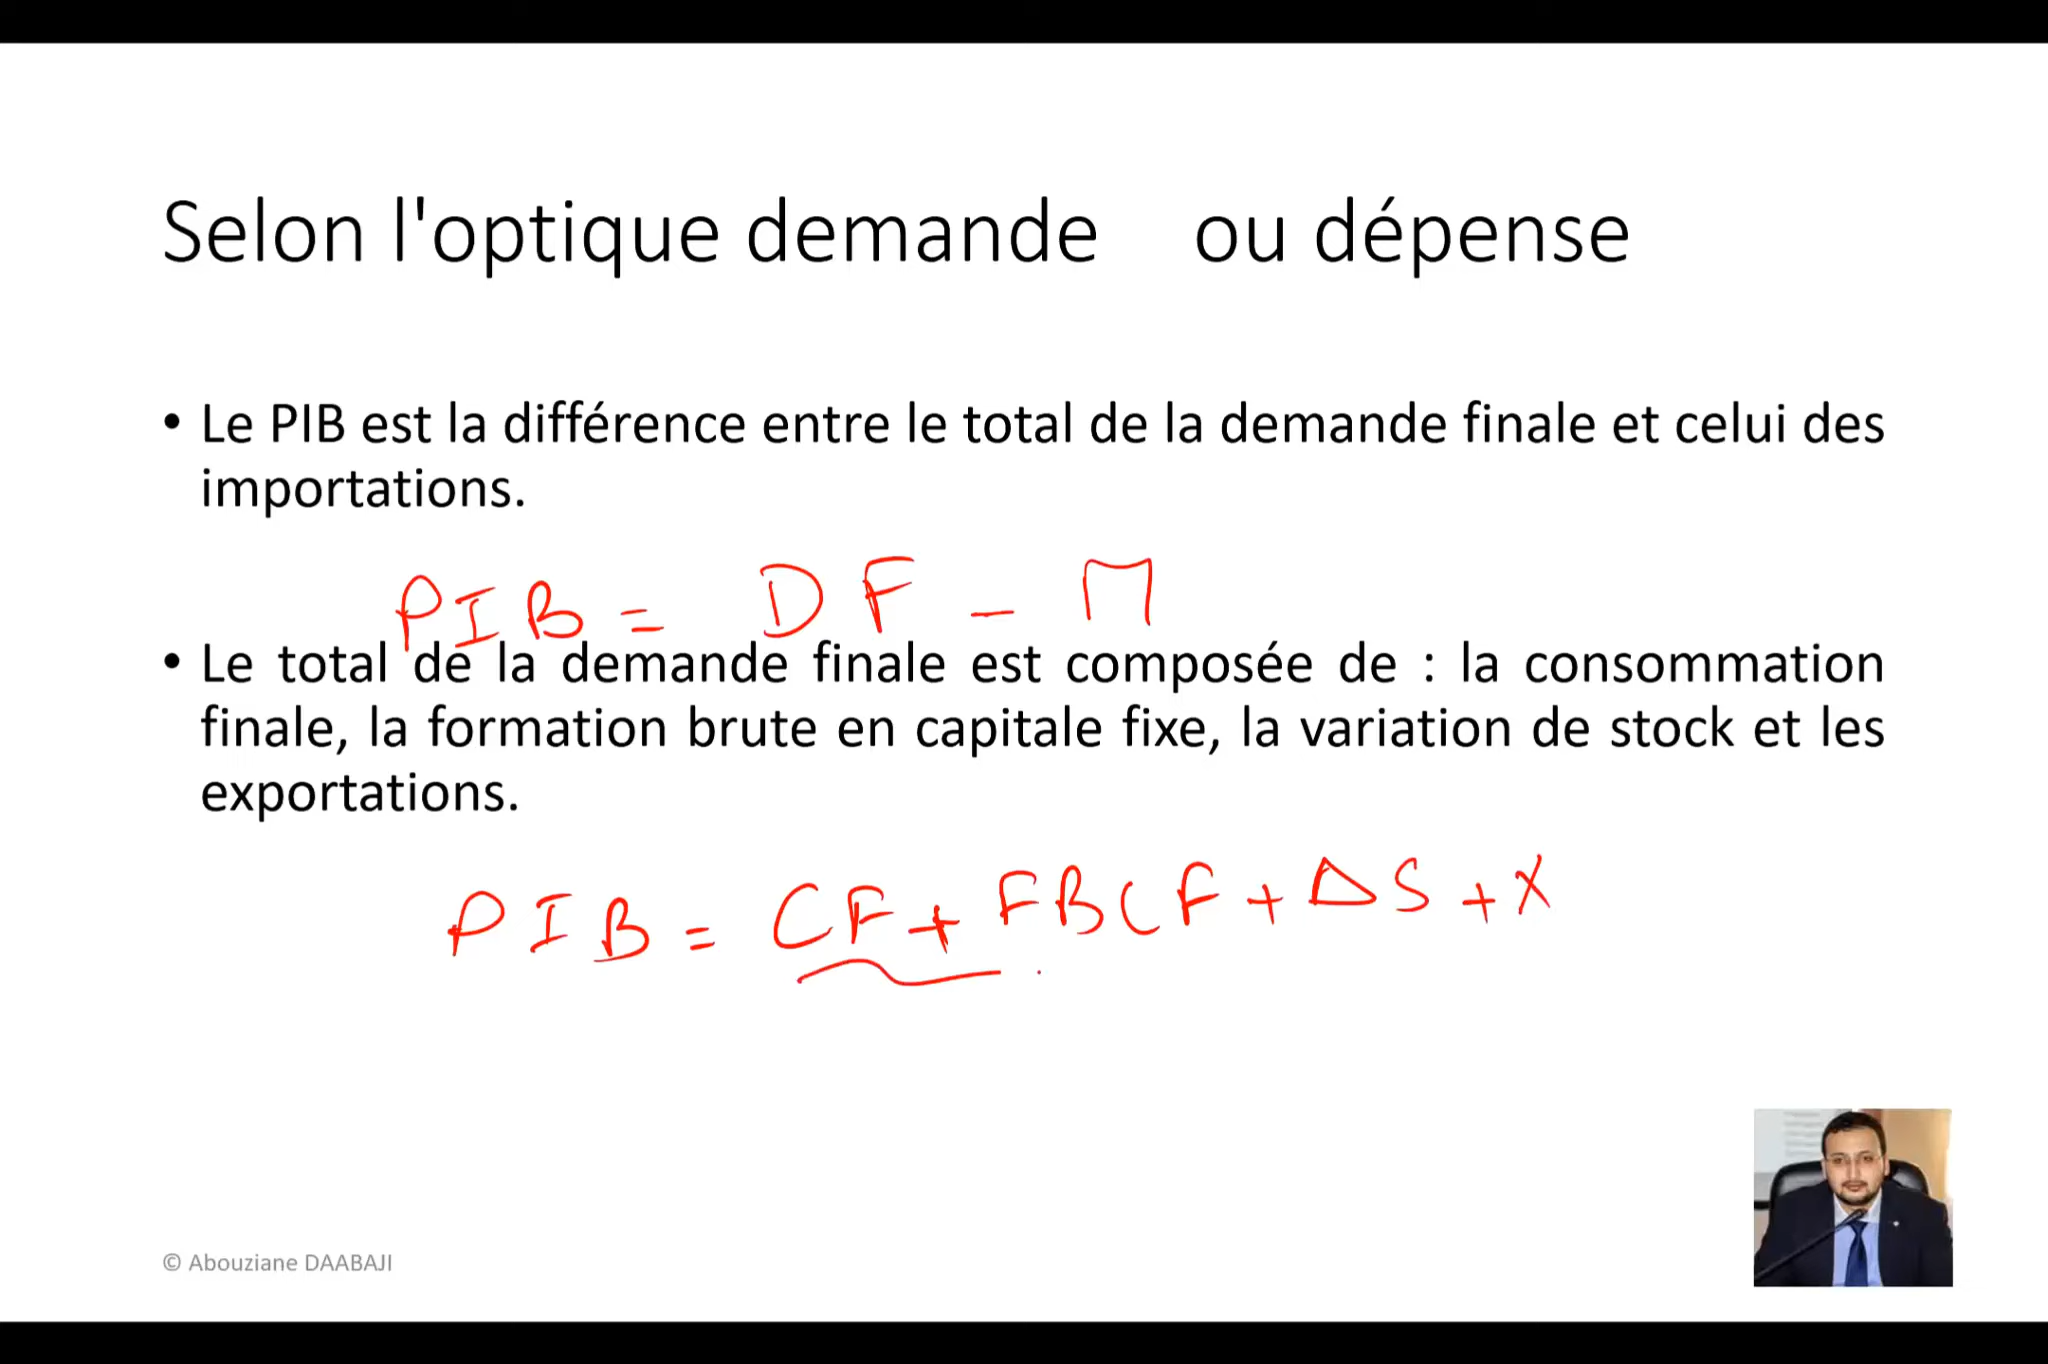 Selon l'optique demande ou dépense
• Le PIB est la différence entre le total de la demande finale et celui des
importations.
PIB = DF - M
• Le total de la demande finale est composée de : la consommation
finale, la formation brute en capitale fixe, la variation de stock et les
exportations.
PIB = CF + FBCF + ΔS + X
© Abouziane DAABAJI